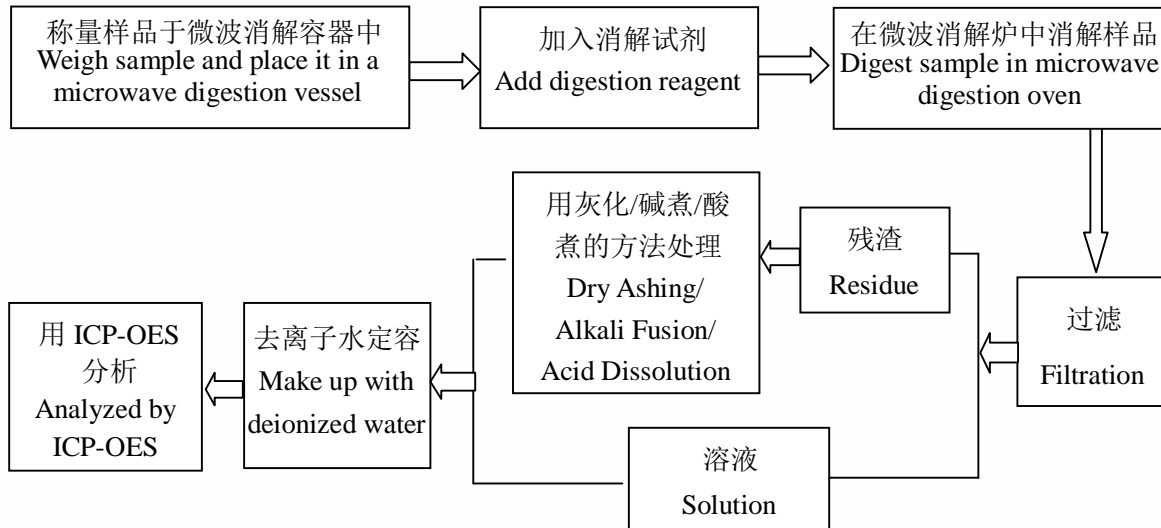 称量样品于微波消解容器中
Weigh sample and place it in a
microwave digestion vessel
加入消解试剂
Add digestion reagent
在微波消解炉中消解样品
Digest sample in microwave
digestion oven
过滤
Filtration
残渣
Residue
用灰化/碱煮/酸
煮的方法处理
Dry Ashing/
Alkali Fusion/
Acid Dissolution
溶液
Solution
去离子水定容
Make up with
deionized water
用 ICP-OES
分析
Analyzed by
ICP-OES